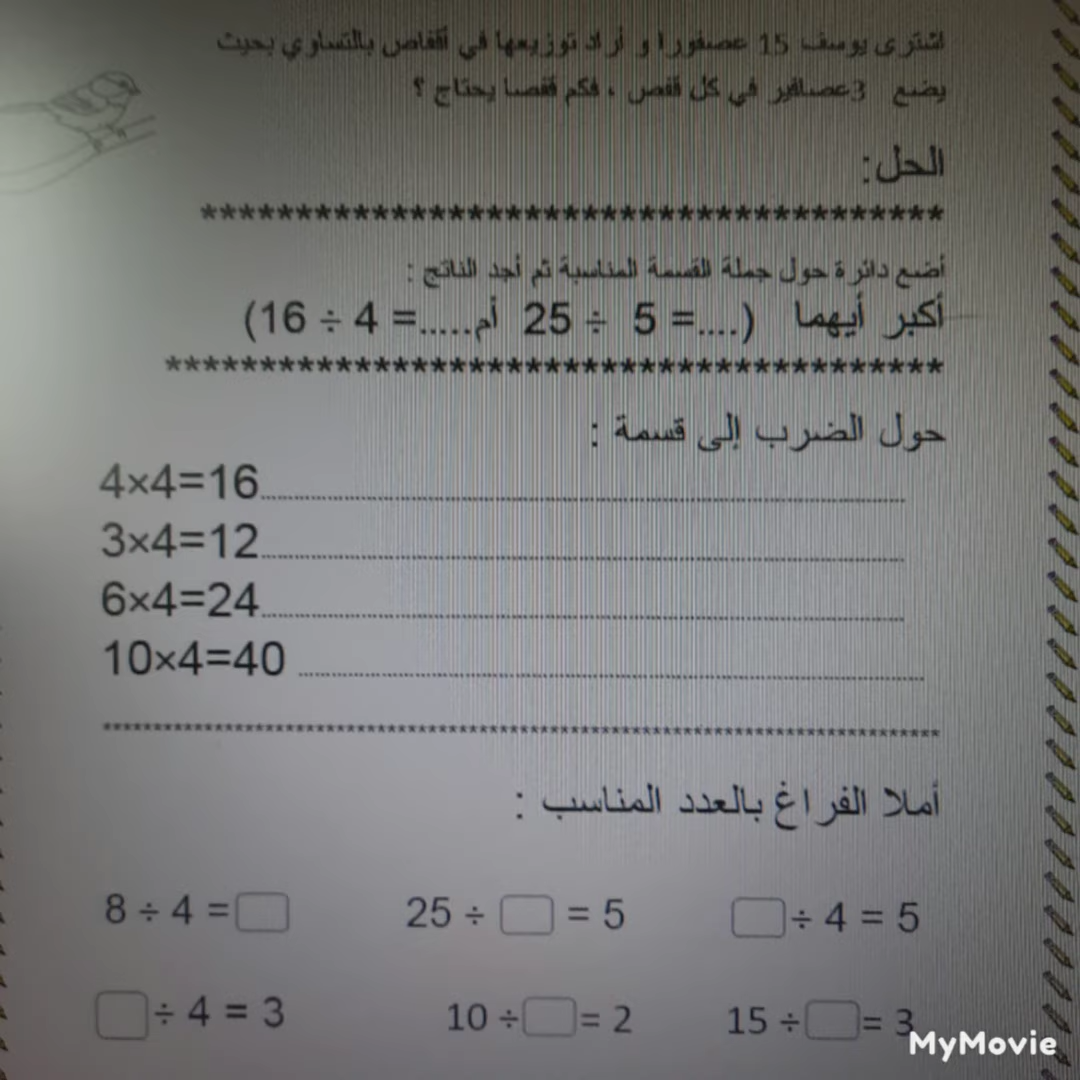 اشترى يوسف 15 عصفورا و أراد توزيعها في أقفاص بالتساوي بحيث
يضع 3 عصافير في كل قفص ، فكم قفصا يحتاج ؟
الحل:
***************************************
أضع دائرة حول جملة القسمة المناسبة ثم أجد الناتج :
أكبر أيهما (....= 5 ÷ 25 أم.....= 4 ÷ 16)
*****************************************
حول الضرب إلى قسمة :
4×4=16................................................
3×4=12................................................
6×4=24................................................
10×4=40 ................................................
************************************************************************
أملا الفراغ بالعدد المناسب :
8 ÷ 4 = □ 25 ÷ □ = 5 □ ÷ 4 = 5
□ ÷ 4 = 3 10 ÷ □ = 2 15 ÷ □ = 3
MyMovie